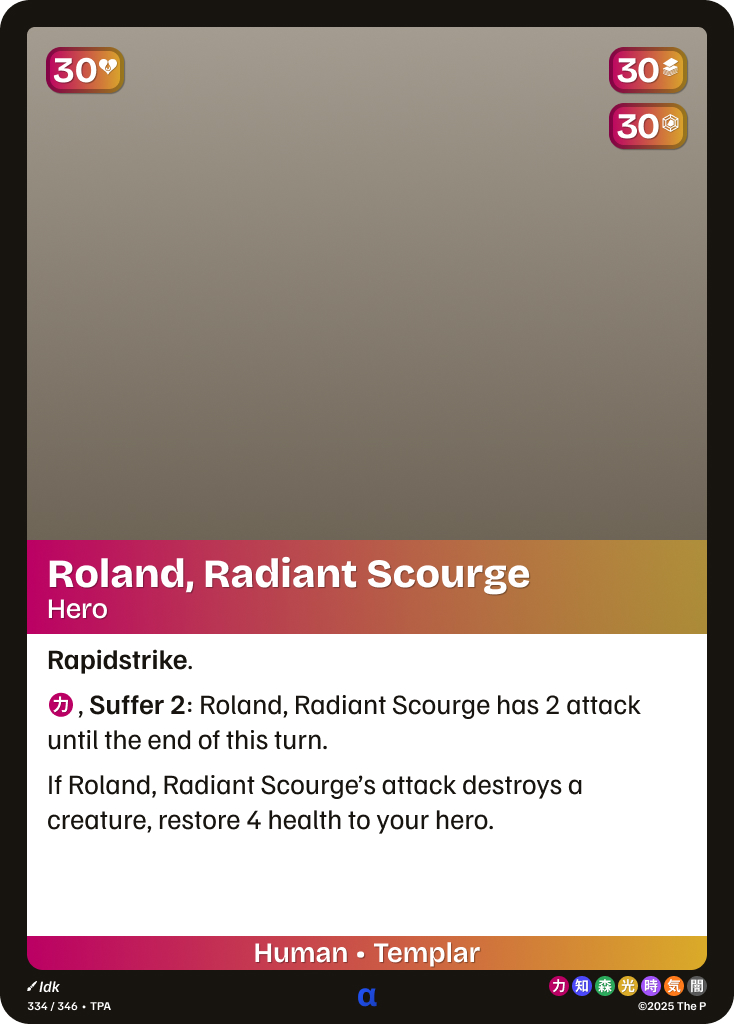 30
30
30
Roland, Radiant Scourge
Hero
Rapidstrike.
力, Suffer 2: Roland, Radiant Scourge has 2 attack
until the end of this turn.
If Roland, Radiant Scourge’s attack destroys a
creature, restore 4 health to your hero.
Human • Templar
Idk
力 知 森 光 時 気 闇
334 / 346 • TPA
α
©2025 The P